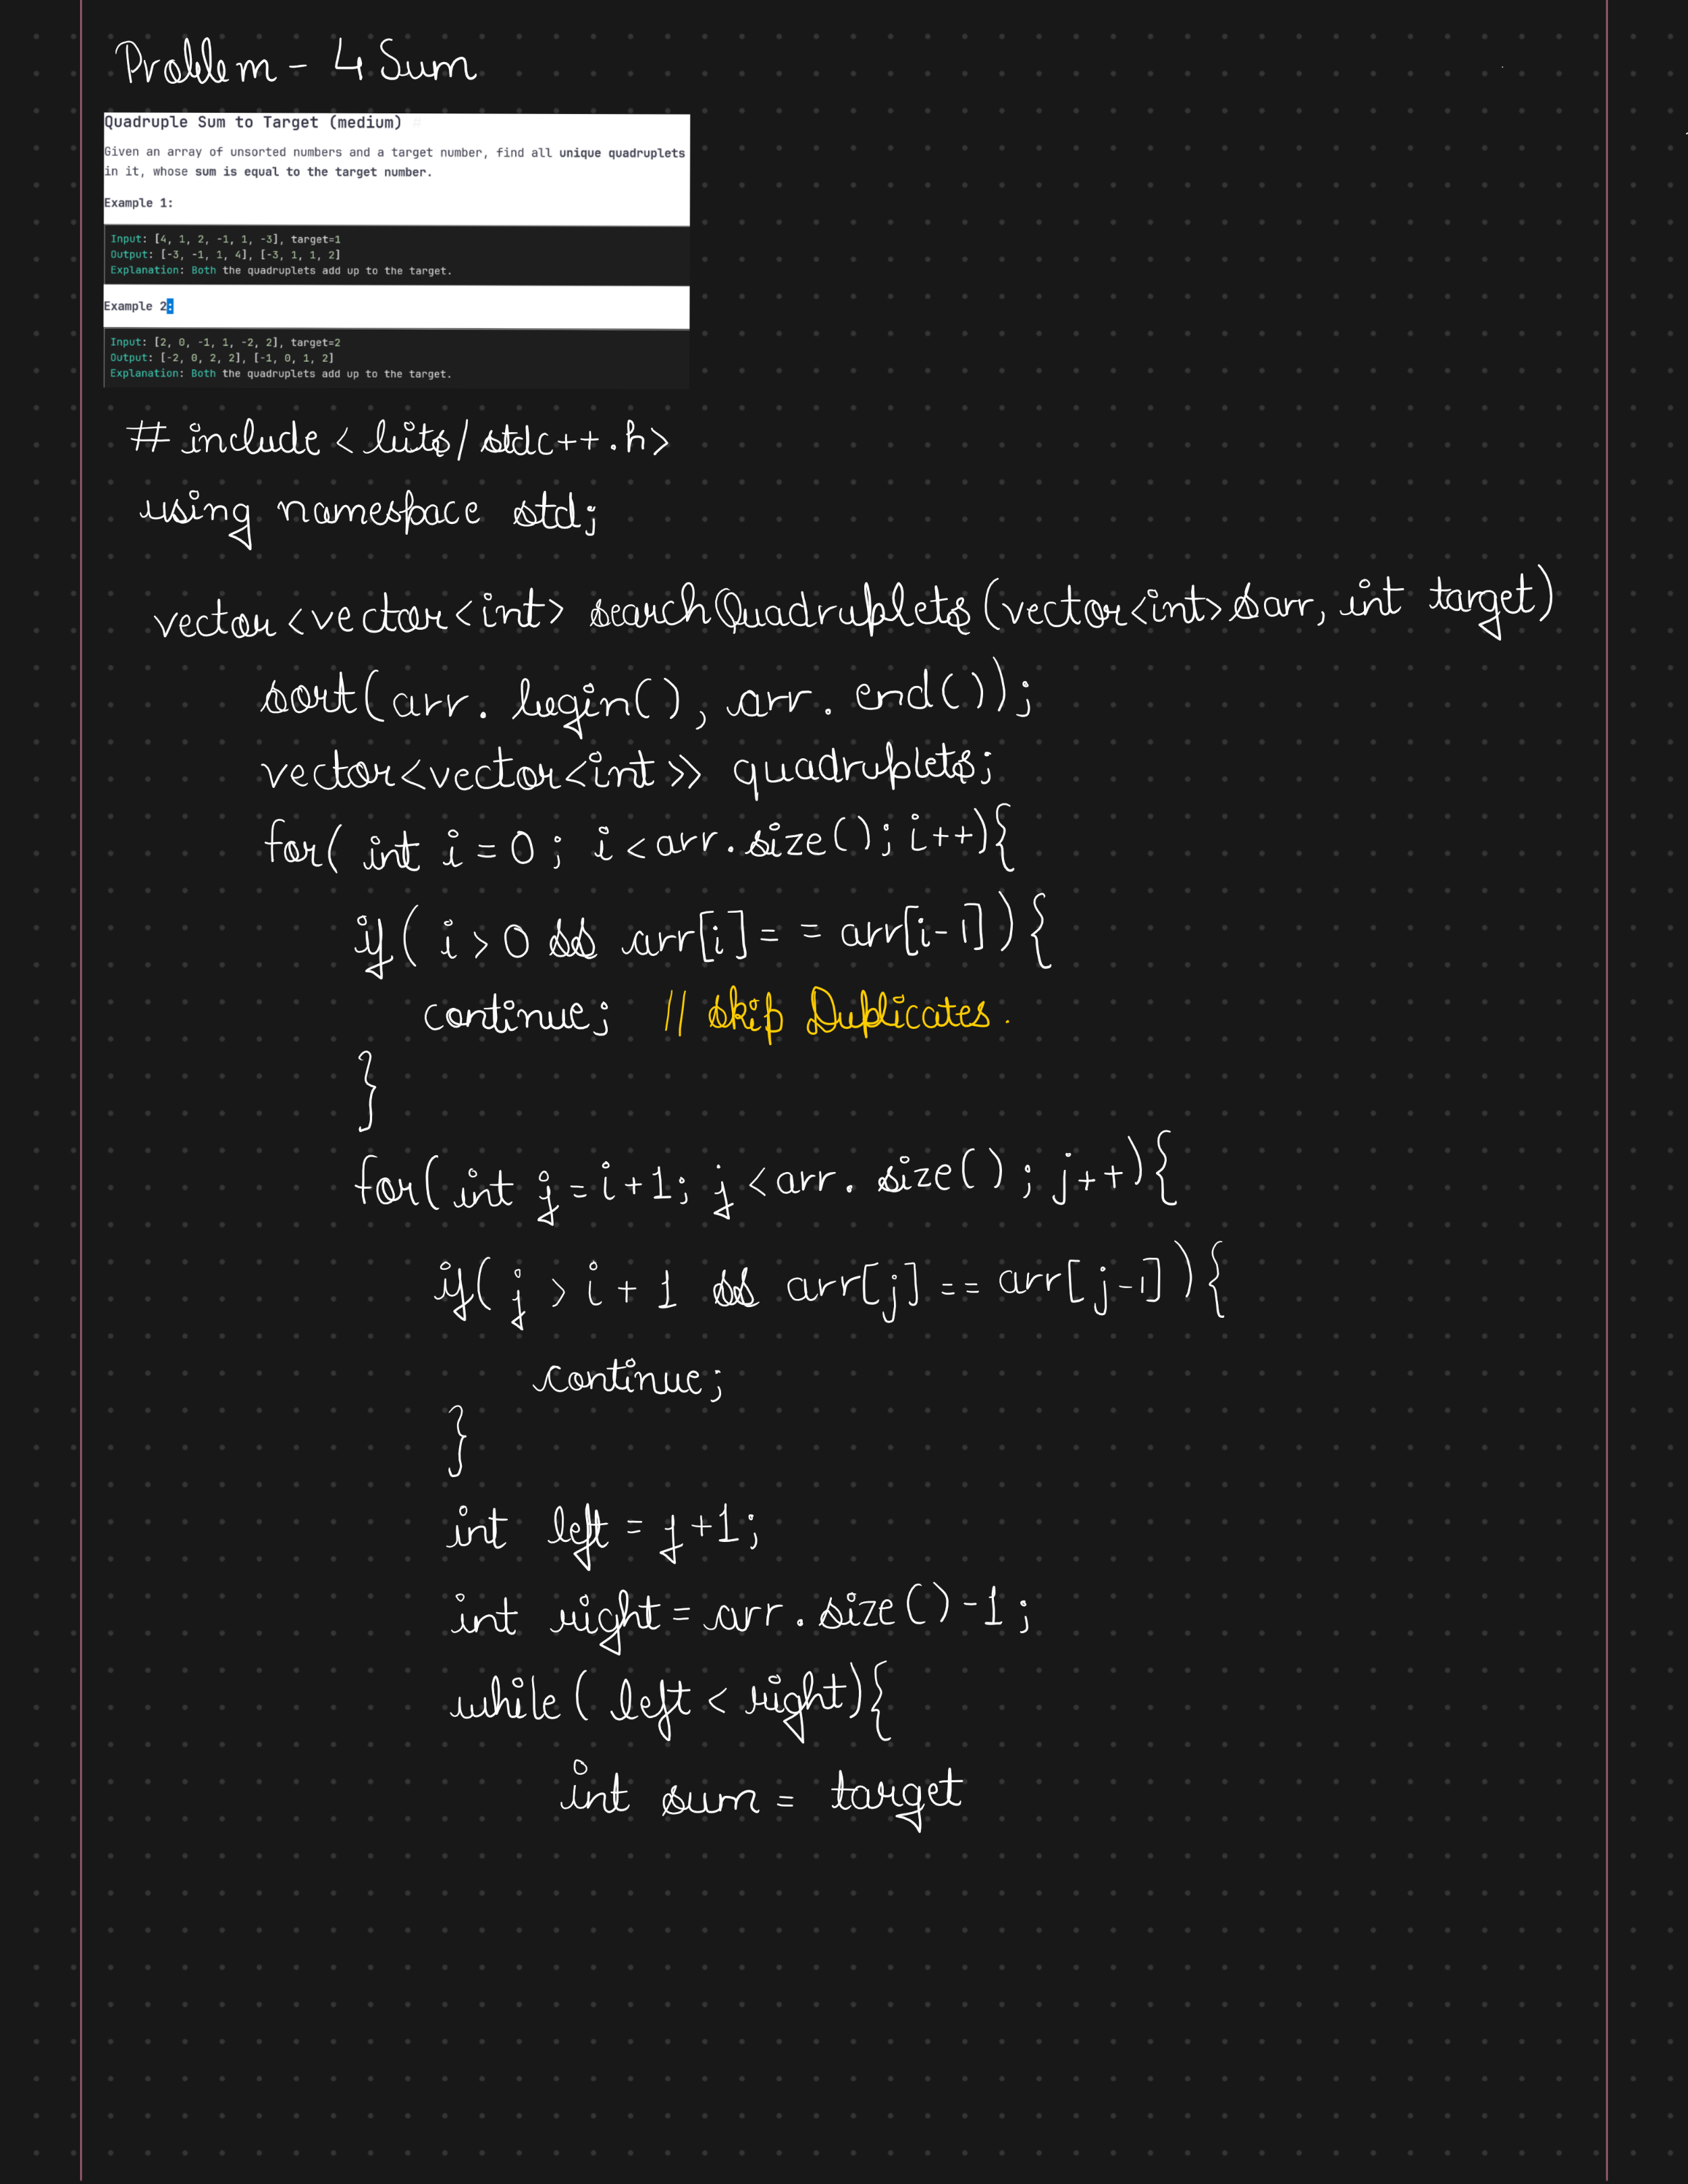 Problem - 4 Sum
Quadruple Sum to Target (medium)
Given an array of unsorted numbers and a target number, find all unique quadruplets
in it, whose sum is equal to the target number.
Example 1:
Input: [4, 1, 2, -1, 1, -3], target=1
Output: [-3, -1, 1, 4], [-3, 1, 1, 2]
Explanation: Both the quadruplets add up to the target.
Example 2:
Input: [2, 0, -1, 1, -2, 2], target=2
Output: [-2, 0, 2, 2], [-1, 0, 1, 2]
Explanation: Both the quadruplets add up to the target.
# include < bits/ stdc++ .h>
using namespace std;
vector <vector <int> searchQuadruplets (vector<int> &arr, int target)
sort(arr. begin(), arr. end());
vector<vector<int>> quadruplets;
for( int i = 0 ; i < arr.size(); i++){
if( i > 0 && arr[i] = = arr[i-1]){
continue; // Skip Duplicates.
}
for(int j = i+1; j < arr. size() ; j++){
if( j > i + 1 && arr[j] == arr[j-1]){
continue;
}
int left = j+1;
int right = arr.size()-1;
while( left < right){
int sum = target